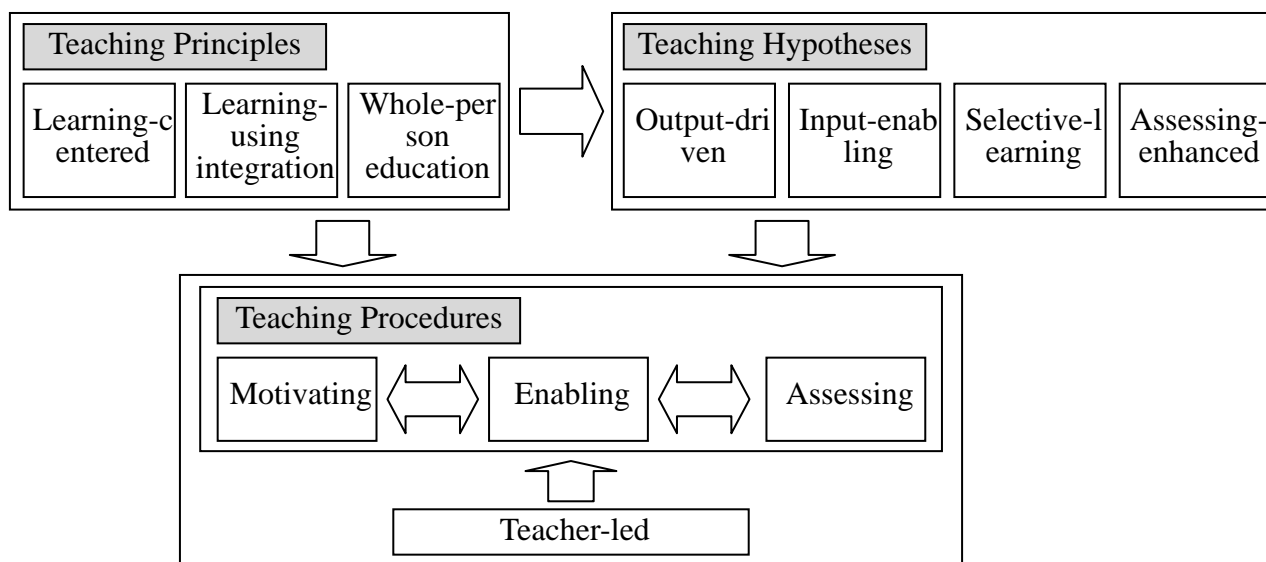 Teaching Principles
Learning-c
entered
Learning-
using
integration
Whole-per
son
education
Teaching Hypotheses
Output-dri
ven
Input-enab
ling
Selective-l
earning
Assessing-
enhanced
Teaching Procedures
Motivating
Enabling
Assessing
Teacher-led